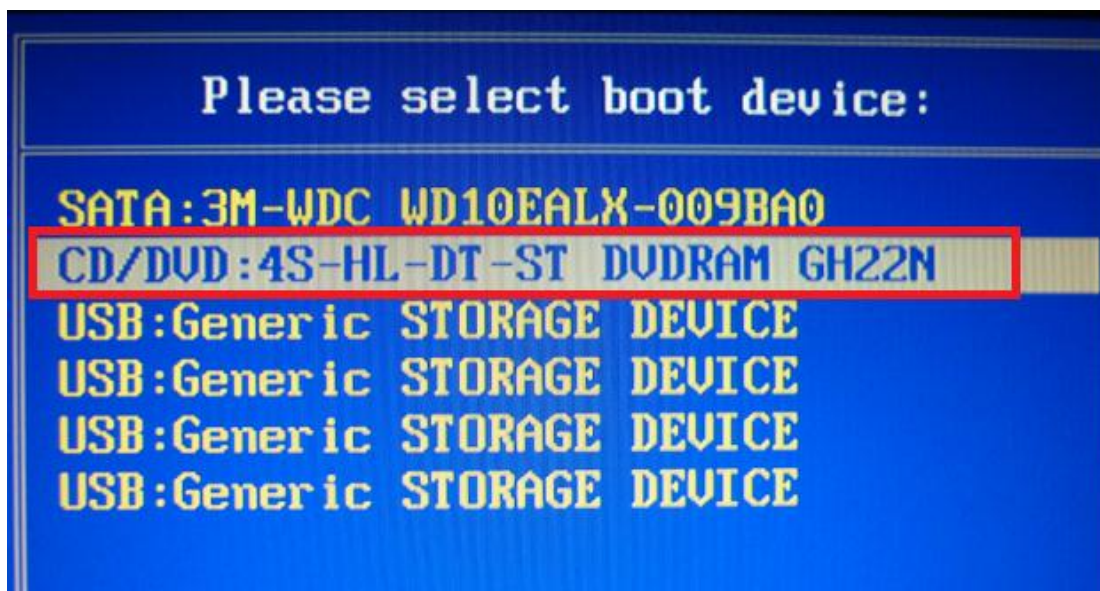 Please select boot device:
SATA:3M-WDC WD10EALX-009BA0
CD/DVD:4S-HL-DT-ST DVDRAM GH22N
USB:Generic STORAGE DEVICE
USB:Generic STORAGE DEVICE
USB:Generic STORAGE DEVICE
USB:Generic STORAGE DEVICE